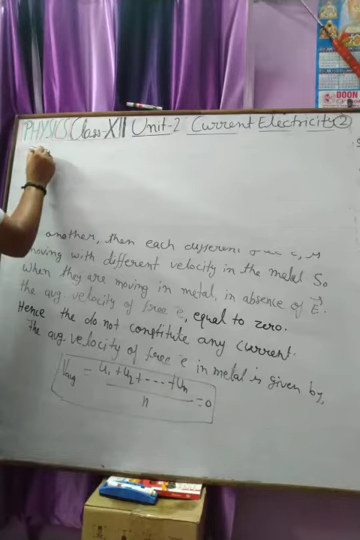 PHYSICS Class-XII Unit-2 Current Electricity ②
another, then each different
moving with different velocity in the metal So
when they are moving in metal, in absence of E⃗.
the avg velocity of free e, equal to zero.
Hence the do not constitute any current.
The avg. velocity of free e in metal is given by,
Vavg = u₁ + u₂ + - - - + uₙ / n = 0
DOON